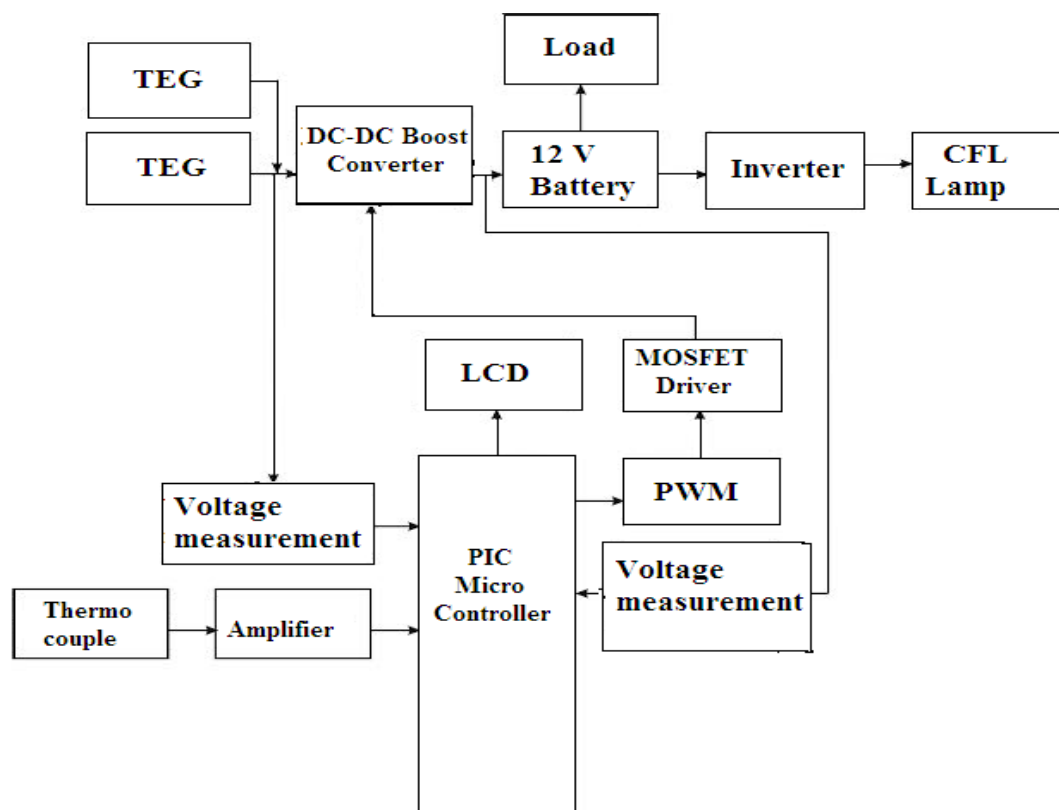 TEG
Load
DC-DC Boost
Converter
TEG
12 V
Battery
Inverter
CFL
Lamp
LCD
MOSFET
Driver
Voltage
measurement
PWM
PIC
Micro
Controller
Voltage
measurement
Thermo
couple
Amplifier